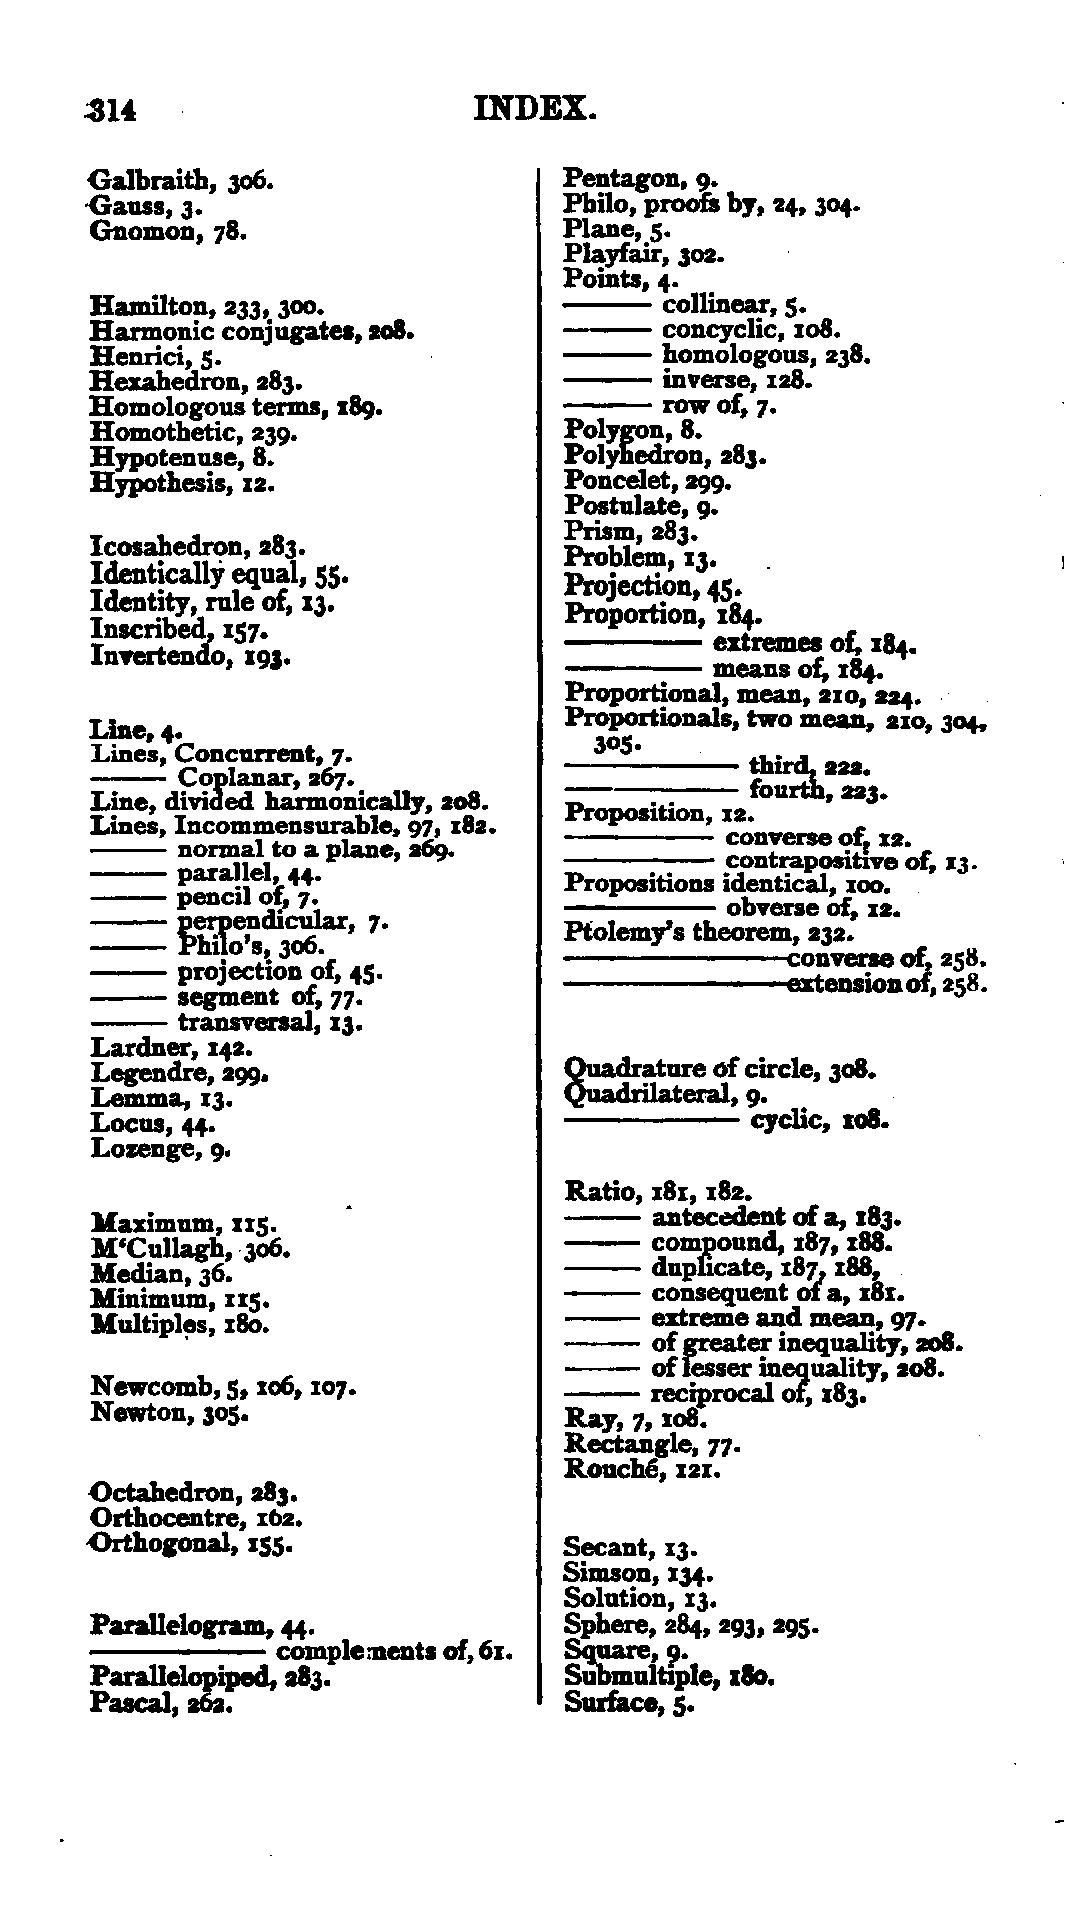 314 INDEX.
Galbraith, 306.
Gauss, 3.
Gnomon, 78.
Hamilton, 233, 300.
Harmonic conjugates, 208.
Henrici, 5.
Hexahedron, 283.
Homologous terms, 189.
Homothetic, 239.
Hypotenuse, 8.
Hypothesis, 12.
Icosahedron, 283.
Identically equal, 55.
Identity, rule of, 13.
Inscribed, 157.
Invertendo, 193.
Line, 4.
Lines, Concurrent, 7.
—— Coplanar, 267.
Line, divided harmonically, 208.
Lines, Incommensurable, 97, 182.
—— normal to a plane, 269.
—— parallel, 44.
—— pencil of, 7.
—— perpendicular, 7.
—— Philo's, 306.
—— projection of, 45.
—— segment of, 77.
—— transversal, 13.
Lardner, 142.
Legendre, 299.
Lemma, 13.
Locus, 44.
Lozenge, 9.
Maximum, 115.
M‘Cullagh, 306.
Median, 36.
Minimum, 115.
Multiples, 180.
Newcomb, 5, 106, 107.
Newton, 305.
Octahedron, 283.
Orthocentre, 162.
Orthogonal, 155.
Parallelogram, 44.
—— complements of, 61.
Parallelopiped, 283.
Pascal, 262.
Pentagon, 9.
Philo, proofs by, 24, 304.
Plane, 5.
Playfair, 302.
Points, 4.
—— collinear, 5.
—— concyclic, 108.
—— homologous, 238.
—— inverse, 128.
—— row of, 7.
Polygon, 8.
Polyhedron, 283.
Poncelet, 299.
Postulate, 9.
Prism, 283.
Problem, 13.
Projection, 45.
Proportion, 184.
—— extremes of, 184.
—— means of, 184.
Proportional, mean, 210, 224.
Proportionals, two mean, 210, 304,
305.
—— third, 222.
—— fourth, 223.
Proposition, 12.
—— converse of, 12.
—— contrapositive of, 13.
Propositions identical, 100.
—— obverse of, 12.
Ptolemy's theorem, 232.
—— converse of, 258.
—— extension of, 258.
Quadrature of circle, 308.
Quadrilateral, 9.
—— cyclic, 108.
Ratio, 181, 182.
—— antecedent of a, 183.
—— compound, 187, 188.
—— duplicate, 187, 188,
—— consequent of a, 181.
—— extreme and mean, 97.
—— of greater inequality, 208.
—— of lesser inequality, 208.
—— reciprocal of, 183.
Ray, 7, 108.
Rectangle, 77.
Rouché, 121.
Secant, 13.
Simson, 134.
Solution, 13.
Sphere, 284, 293, 295.
Square, 9.
Submultiple, 180.
Surface, 5.